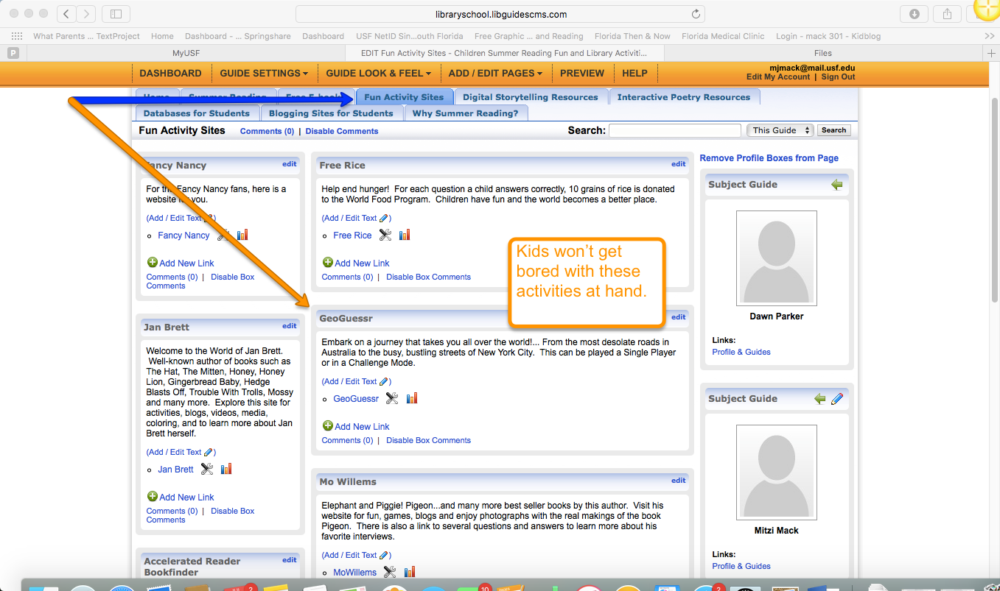 libraryschool.libguidescms.com
What Parents ... TextProject Home Dashboard - ... Springshare Dashboard USF NetID Sin...outh Florida Free Graphic ... and Reading Florida Then & Now Florida Medical Clinic Login - mack 301 - Kidblog >>
P MyUSF EDIT Fun Activity Sites - Children Summer Reading Fun and Library Activiti... Files +
DASHBOARD GUIDE SETTINGS GUIDE LOOK & FEEL ADD / EDIT PAGES PREVIEW HELP
mjmack@mail.usf.edu
Edit My Account | Sign Out
Home Summer Reading Free E-books Fun Activity Sites Digital Storytelling Resources Interactive Poetry Resources
Databases for Students Blogging Sites for Students Why Summer Reading?
Fun Activity Sites Comments (0) | Disable Comments Search: This Guide Search
Fancy Nancy edit
For the Fancy Nancy fans, here is a
website for you.
(Add / Edit Text )
Fancy Nancy
Add New Link
Comments (0) | Disable Box
Comments
Jan Brett edit
Welcome to the World of Jan Brett.
Well-known author of books such as
The Hat, The Mitten, Honey, Honey
Lion, Gingerbread Baby, Hedge
Blasts Off, Trouble With Trolls, Mossy
and many more. Explore this site for
activities, blogs, videos, media,
coloring, and to learn more about Jan
Brett herself.
(Add / Edit Text )
Jan Brett
Add New Link
Comments (0) | Disable Box
Comments
Accelerated Reader edit
Bookfinder
Free Rice edit
Help end hunger! For each question a child answers correctly, 10 grains of rice is donated
to the World Food Program. Children have fun and the world becomes a better place.
(Add / Edit Text )
Free Rice
Add New Link
Comments (0) | Disable Box Comments
Kids won't get
bored with these
activities at hand.
GeoGuessr edit
Embark on a journey that takes you all over the world!... From the most desolate roads in
Australia to the busy, bustling streets of New York City. This can be played a Single Player
or in a Challenge Mode.
(Add / Edit Text )
GeoGuessr
Add New Link
Comments (0) | Disable Box Comments
Mo Willems edit
Elephant and Piggie! Pigeon...and many more best seller books by this author. Visit his
website for fun, games, blogs and enjoy photographs with the real makings of the book
Pigeon. There is also a link to several questions and answers to learn more about his
favorite interviews.
(Add / Edit Text )
MoWillems
Remove Profile Boxes from Page
Subject Guide
Dawn Parker
Links:
Profile & Guides
Subject Guide
Mitzi Mack
Links:
Profile & Guides
2 10 2